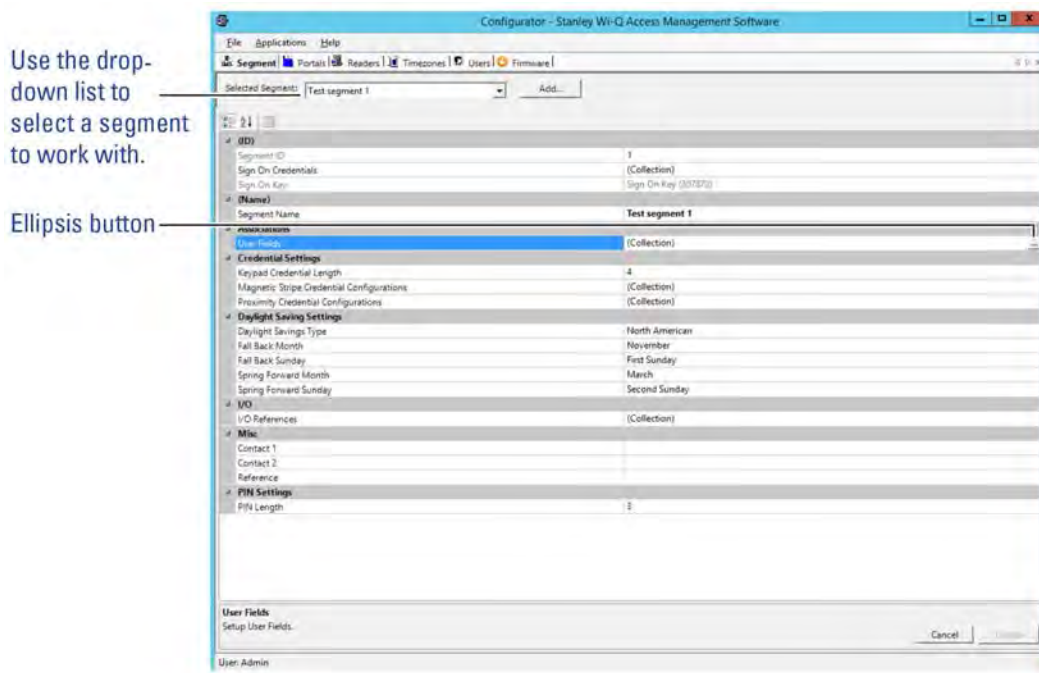 Configurator - Stanley Wi-Q Access Management Software
File Applications Help
Segment Portals Readers Timezones Users Firmware
Selected Segment: Test segment 1 Add...
Use the drop-
down list to
select a segment
to work with.
(ID)
Segment ID 1
Sign On Credentials (Collection)
Sign On Key Sign On Key
(Name)
Segment Name Test segment 1
Ellipsis button
Associations
User Fields (Collection) ...
Credential Settings
Keypad Credential Length 4
Magnetic Stripe Credential Configurations (Collection)
Proximity Credential Configurations (Collection)
Daylight Saving Settings
Daylight Savings Type North American
Fall Back Month November
Fall Back Sunday First Sunday
Spring Forward Month March
Spring Forward Sunday Second Sunday
I/O
I/O References (Collection)
Misc
Contact 1
Contact 2
Reference
PIN Settings
PIN Length
User Fields
Setup User Fields.
Cancel
User: Admin